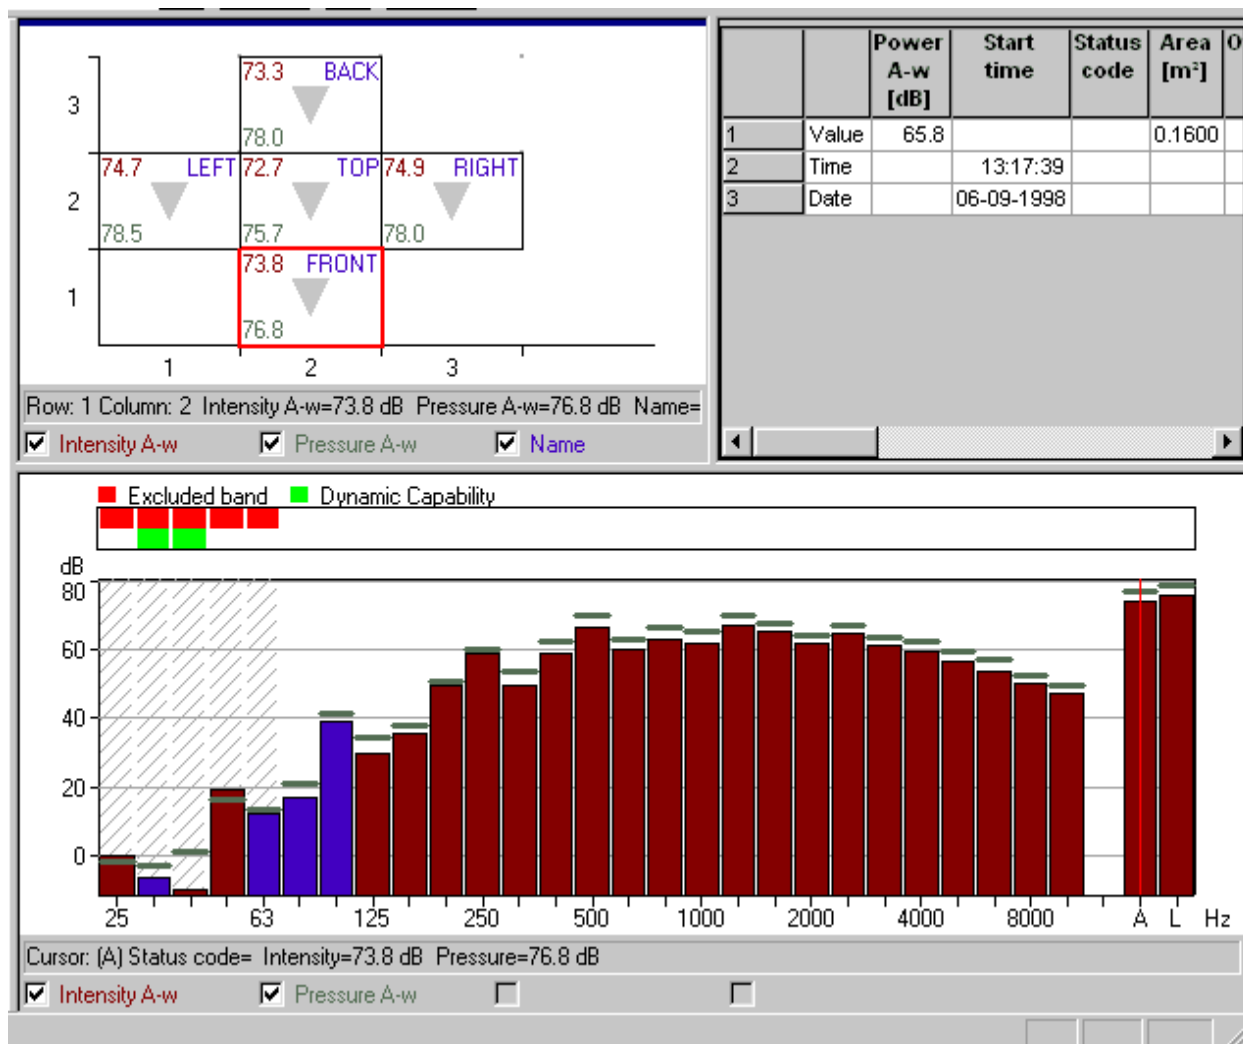 73.3 BACK
3
78.0
74.7 LEFT 72.7 TOP 74.9 RIGHT
2
78.5 75.7 78.0
73.8 FRONT
1
76.8
1 2 3
Row: 1 Column: 2 Intensity A-w=73.8 dB Pressure A-w=76.8 dB Name=
Intensity A-w Pressure A-w Name
Power A-w [dB] Start time Status code Area [m²] O
1 Value 65.8 0.1600
2 Time 13:17:39
3 Date 06-09-1998
Excluded band Dynamic Capability
dB
80
60
40
20
0
25 63 125 250 500 1000 2000 4000 8000 A L Hz
Cursor: (A) Status code= Intensity=73.8 dB Pressure=76.8 dB
Intensity A-w Pressure A-w